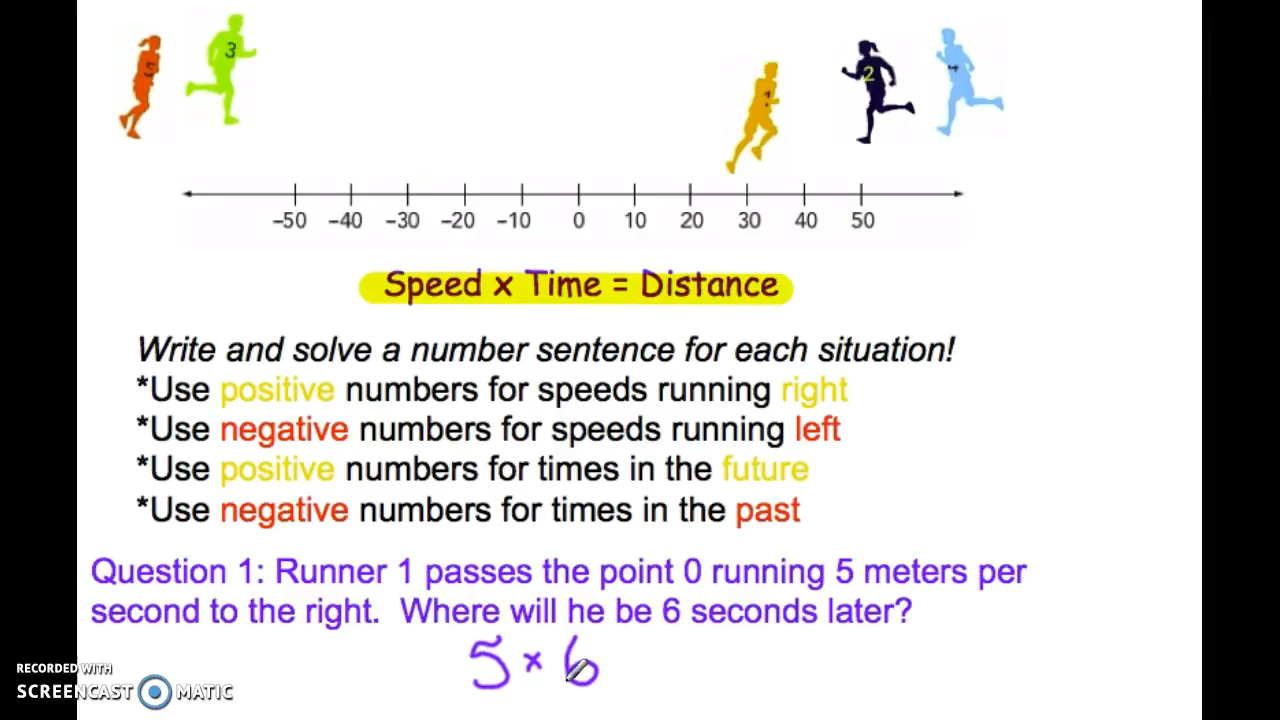 3
2
-50 -40 -30 -20 -10 0 10 20 30 40 50
Speed x Time = Distance
Write and solve a number sentence for each situation!
*Use positive numbers for speeds running right
*Use negative numbers for speeds running left
*Use positive numbers for times in the future
*Use negative numbers for times in the past
Question 1: Runner 1 passes the point 0 running 5 meters per
second to the right. Where will he be 6 seconds later?
5 × 6
RECORDED WITH
SCREENCAST MATIC